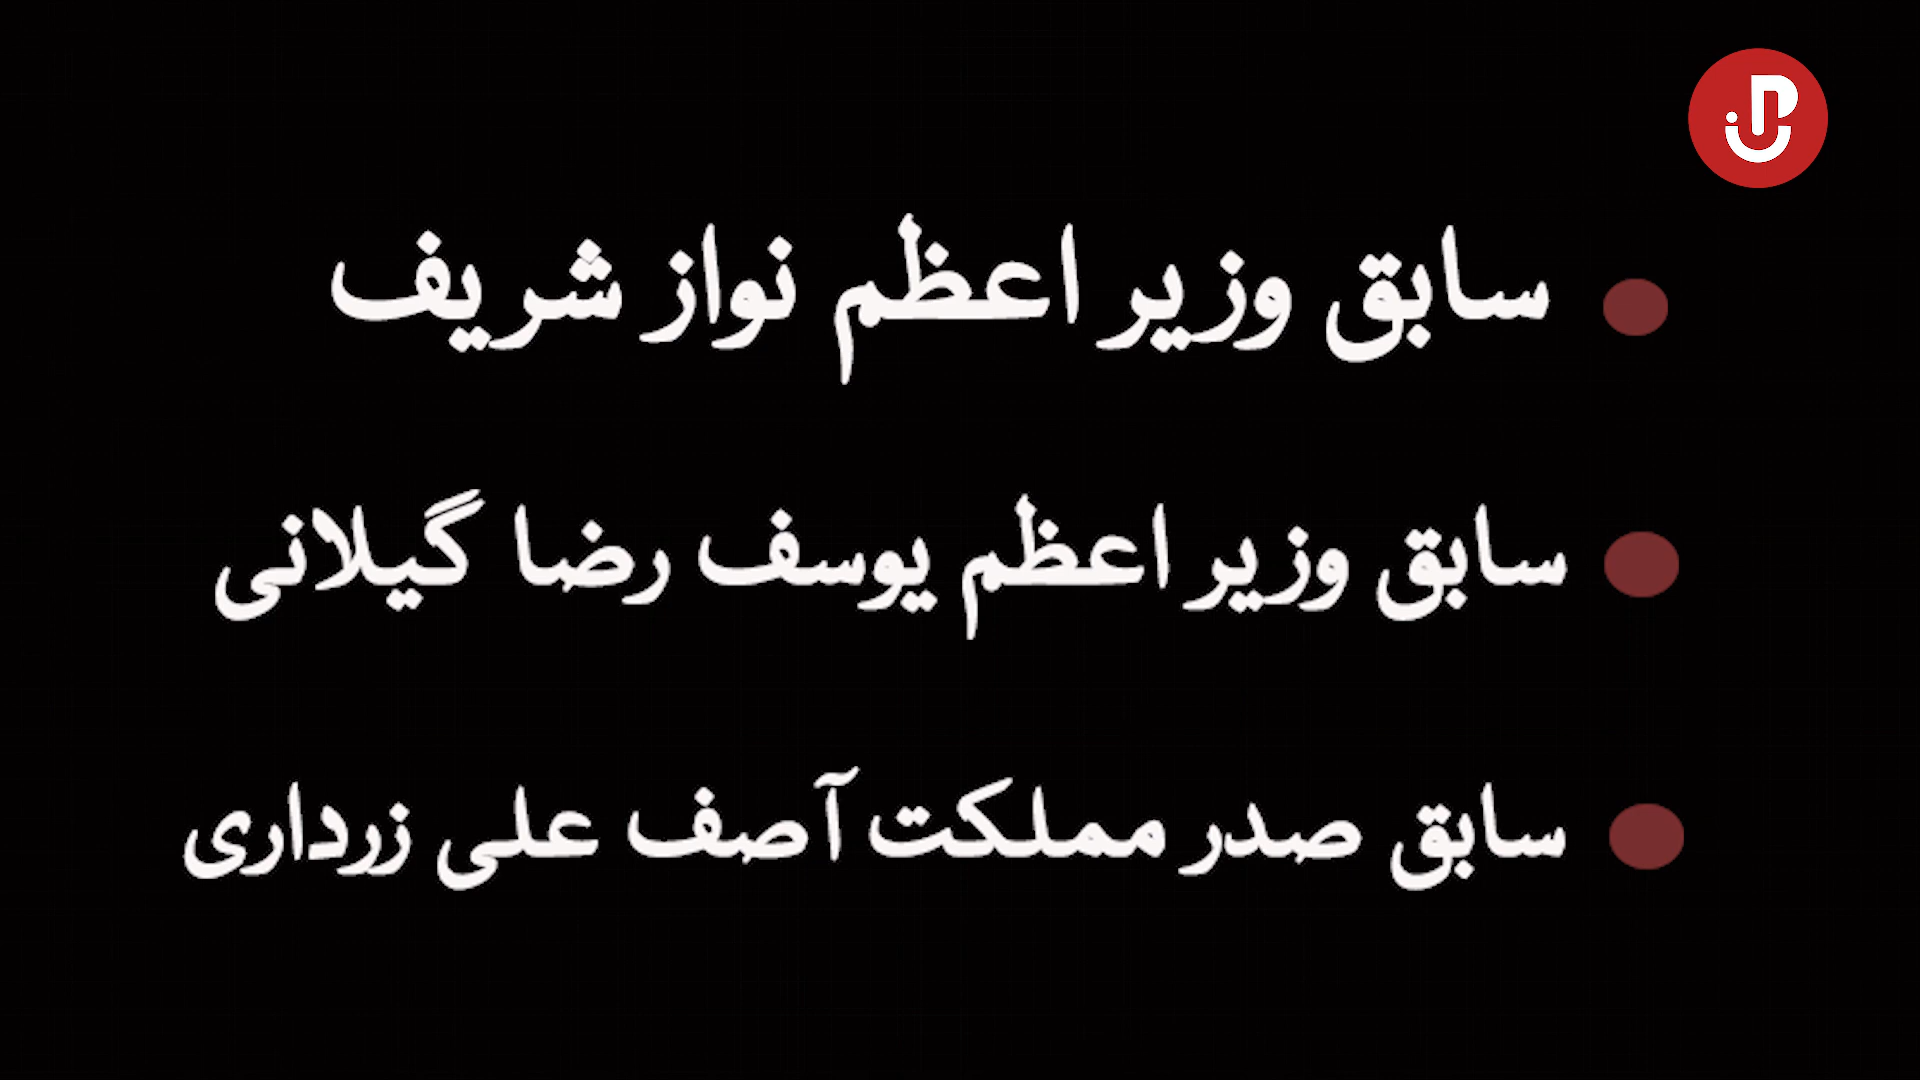 سابق وزیر اعظم نواز شریف
سابق وزیر اعظم یوسف رضا گیلانی
سابق صدر مملکت آصف علی زرداری